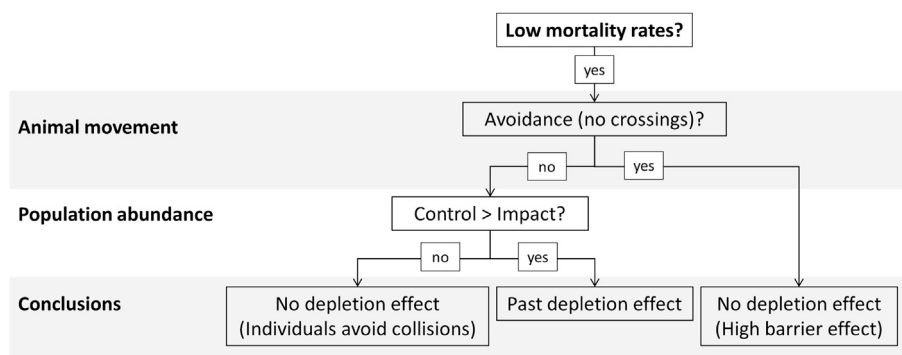 Low mortality rates?
yes
Animal movement
Avoidance (no crossings)?
no
yes
Population abundance
Control > Impact?
no
yes
Conclusions
No depletion effect
(Individuals avoid collisions)
Past depletion effect
No depletion effect
(High barrier effect)